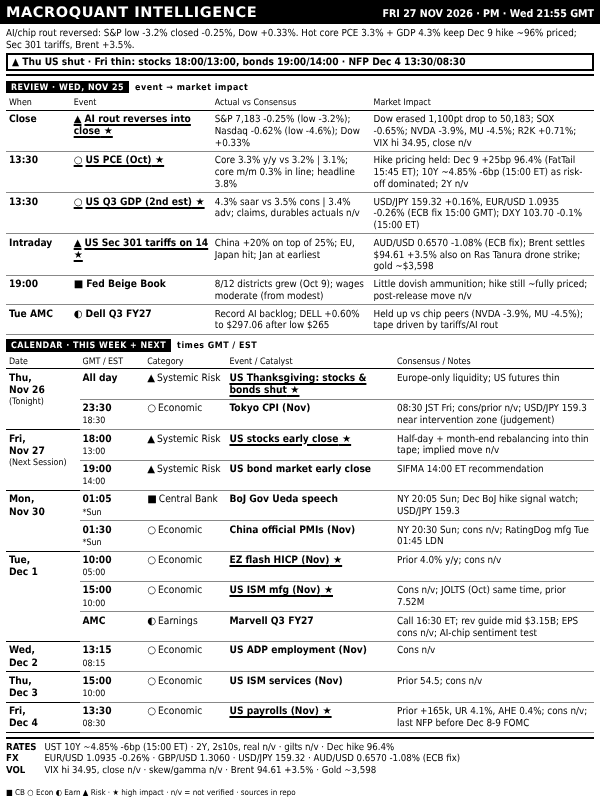 MACROQUANT INTELLIGENCE
FRI 27 NOV 2026 · PM · Wed 21:55 GMT
AI/chip rout reversed: S&P low -3.2% closed -0.25%, Dow +0.33%. Hot core PCE 3.3% + GDP 4.3% keep Dec 9 hike ~96% priced;
Sec 301 tariffs, Brent +3.5%.
▲ Thu US shut · Fri thin: stocks 18:00/13:00, bonds 19:00/14:00 · NFP Dec 4 13:30/08:30
REVIEW · WED, NOV 25 event → market impact
When Event Actual vs Consensus Market Impact
Close
▲ AI rout reverses into
close ★
S&P 7,183 -0.25% (low -3.2%);
Nasdaq -0.62% (low -4.6%); Dow
+0.33%
Dow erased 1,100pt drop to 50,183; SOX
-0.65%; NVDA -3.9%, MU -4.5%; R2K +0.71%;
VIX hi 34.95, close n/v
13:30
○ US PCE (Oct) ★
Core 3.3% y/y vs 3.2% | 3.1%;
core m/m 0.3% in line; headline
3.8%
Hike pricing held: Dec 9 +25bp 96.4% (FatTail
15:45 ET); 10Y ~4.85% -6bp (15:00 ET) as risk-
off dominated; 2Y n/v
13:30
○ US Q3 GDP (2nd est) ★
4.3% saar vs 3.5% cons | 3.4%
adv; claims, durables actuals n/v
USD/JPY 159.32 +0.16%, EUR/USD 1.0935
-0.26% (ECB fix 15:00 GMT); DXY 103.70 -0.1%
(15:00 ET)
Intraday
▲ US Sec 301 tariffs on 14
★
China +20% on top of 25%; EU,
Japan hit; Jan at earliest
AUD/USD 0.6570 -1.08% (ECB fix); Brent settles
$94.61 +3.5% also on Ras Tanura drone strike;
gold ~$3,598
19:00
■ Fed Beige Book
8/12 districts grew (Oct 9); wages
moderate (from modest)
Little dovish ammunition; hike still ~fully priced;
post-release move n/v
Tue AMC
◐ Dell Q3 FY27
Record AI backlog; DELL +0.60%
to $297.06 after low $265
Held up vs chip peers (NVDA -3.9%, MU -4.5%);
tape driven by tariffs/AI rout
CALENDAR · THIS WEEK + NEXT times GMT / EST
Date GMT / EST Category Event / Catalyst Consensus / Notes
Thu,
Nov 26
(Tonight)
All day
▲ Systemic Risk
US Thanksgiving: stocks &
bonds shut ★
Europe-only liquidity; US futures thin
23:30
18:30
○ Economic
Tokyo CPI (Nov)
08:30 JST Fri; cons/prior n/v; USD/JPY 159.3
near intervention zone (judgement)
Fri,
Nov 27
(Next Session)
18:00
13:00
▲ Systemic Risk
US stocks early close ★
Half-day + month-end rebalancing into thin
tape; implied move n/v
19:00
14:00
▲ Systemic Risk
US bond market early close
SIFMA 14:00 ET recommendation
Mon,
Nov 30
01:05
*Sun
■ Central Bank
BoJ Gov Ueda speech
NY 20:05 Sun; Dec BoJ hike signal watch;
USD/JPY 159.3
01:30
*Sun
○ Economic
China official PMIs (Nov)
NY 20:30 Sun; cons n/v; RatingDog mfg Tue
01:45 LDN
Tue,
Dec 1
10:00
05:00
○ Economic
EZ flash HICP (Nov) ★
Prior 4.0% y/y; cons n/v
15:00
10:00
○ Economic
US ISM mfg (Nov) ★
Cons n/v; JOLTS (Oct) same time, prior
7.52M
AMC
◐ Earnings
Marvell Q3 FY27
Call 16:30 ET; rev guide mid $3.15B; EPS
cons n/v; AI-chip sentiment test
Wed,
Dec 2
13:15
08:15
○ Economic
US ADP employment (Nov)
Cons n/v
Thu,
Dec 3
15:00
10:00
○ Economic
US ISM services (Nov)
Prior 54.5; cons n/v
Fri,
Dec 4
13:30
08:30
○ Economic
US payrolls (Nov) ★
Prior +165k, UR 4.1%, AHE 0.4%; cons n/v;
last NFP before Dec 8-9 FOMC
RATES UST 10Y ~4.85% -6bp (15:00 ET) · 2Y, 2s10s, real n/v · gilts n/v · Dec hike 96.4%
FX EUR/USD 1.0935 -0.26% · GBP/USD 1.3060 · USD/JPY 159.32 · AUD/USD 0.6570 -1.08% (ECB fix)
VOL VIX hi 34.95, close n/v · skew/gamma n/v · Brent 94.61 +3.5% · Gold ~3,598
■ CB ○ Econ ◐ Earn ▲ Risk · ★ high impact · n/v = not verified · sources in repo